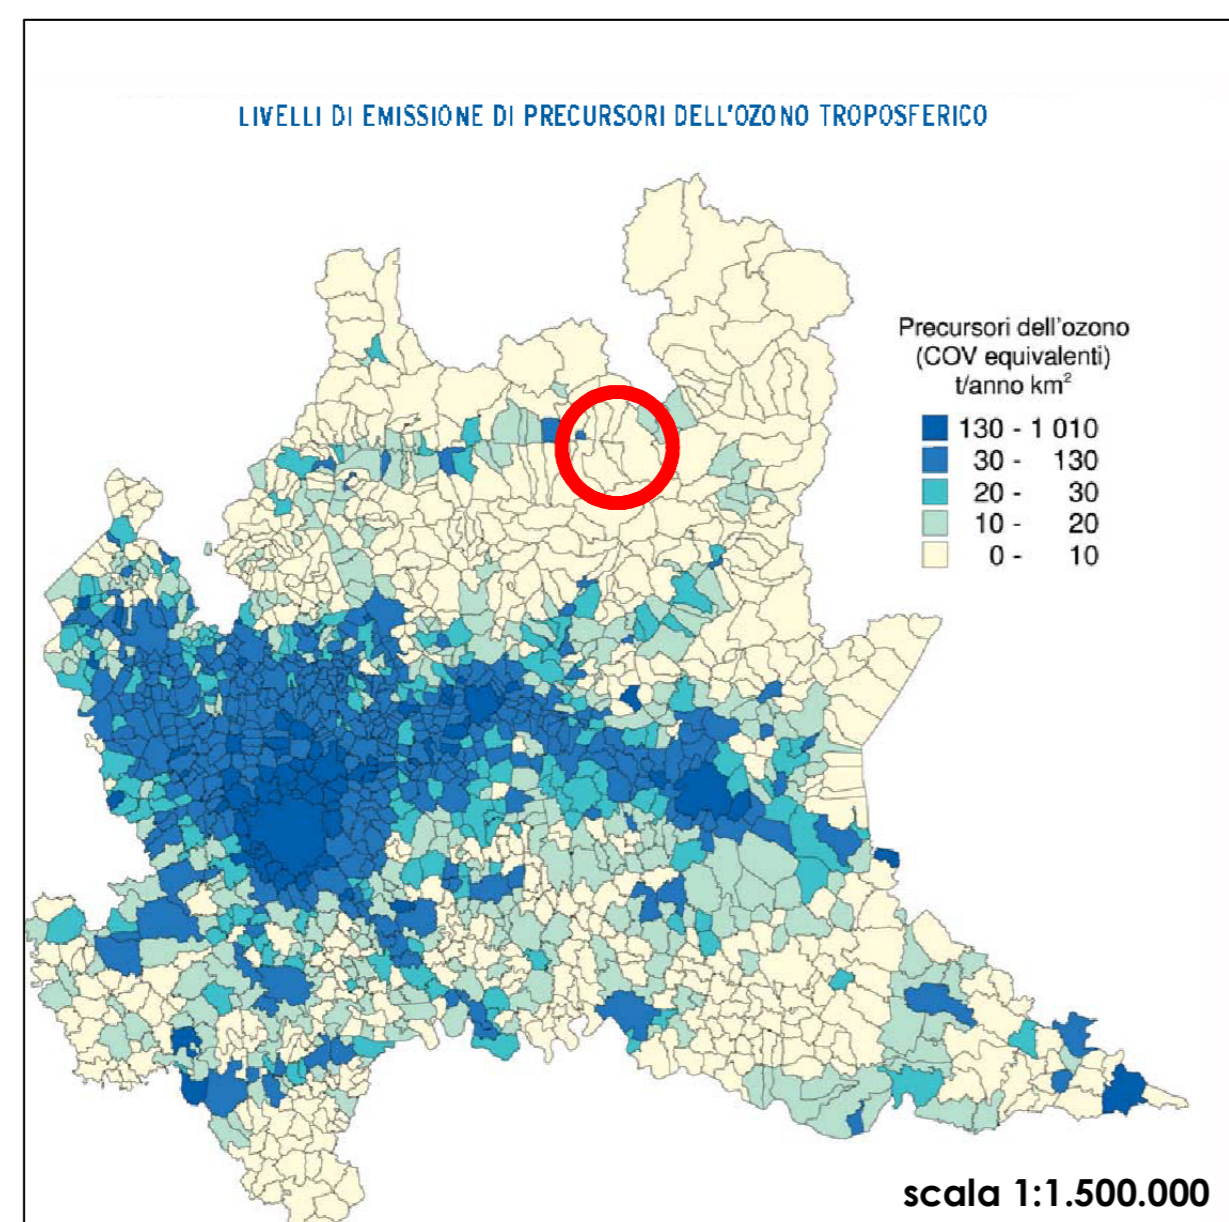 LIVELLI DI EMISSIONE DI PRECURSORI DELL'OZONO TROPOSFERICO
Precursori dell'ozono
(COV equivalenti)
t/anno km²
130 - 1 010
30 - 130
20 - 30
10 - 20
0 - 10
scala 1:1.500.000